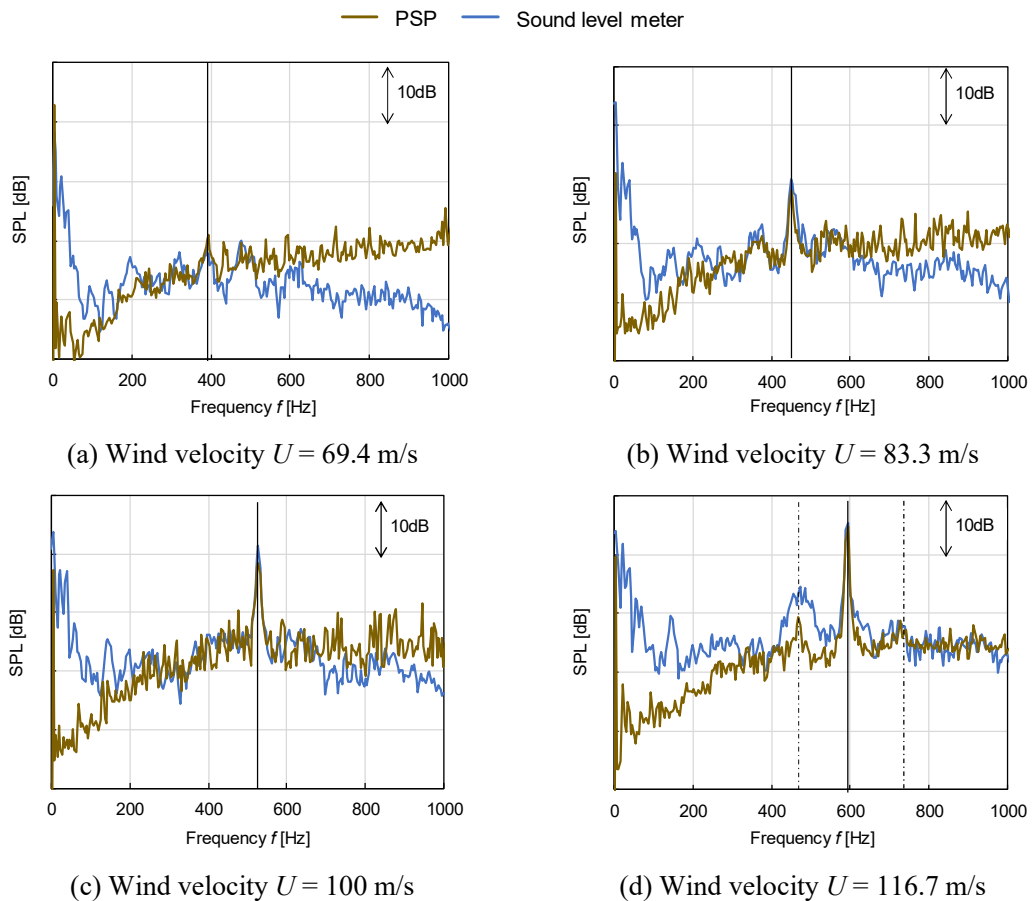 PSP Sound level meter
10dB
SPL [dB]
0 200 400 600 800 1000
Frequency f [Hz]
(a) Wind velocity U = 69.4 m/s
10dB
SPL [dB]
0 200 400 600 800 1000
Frequency f [Hz]
(b) Wind velocity U = 83.3 m/s
10dB
SPL [dB]
0 200 400 600 800 1000
Frequency f [Hz]
(c) Wind velocity U = 100 m/s
10dB
SPL [dB]
0 200 400 600 800 1000
Frequency f [Hz]
(d) Wind velocity U = 116.7 m/s